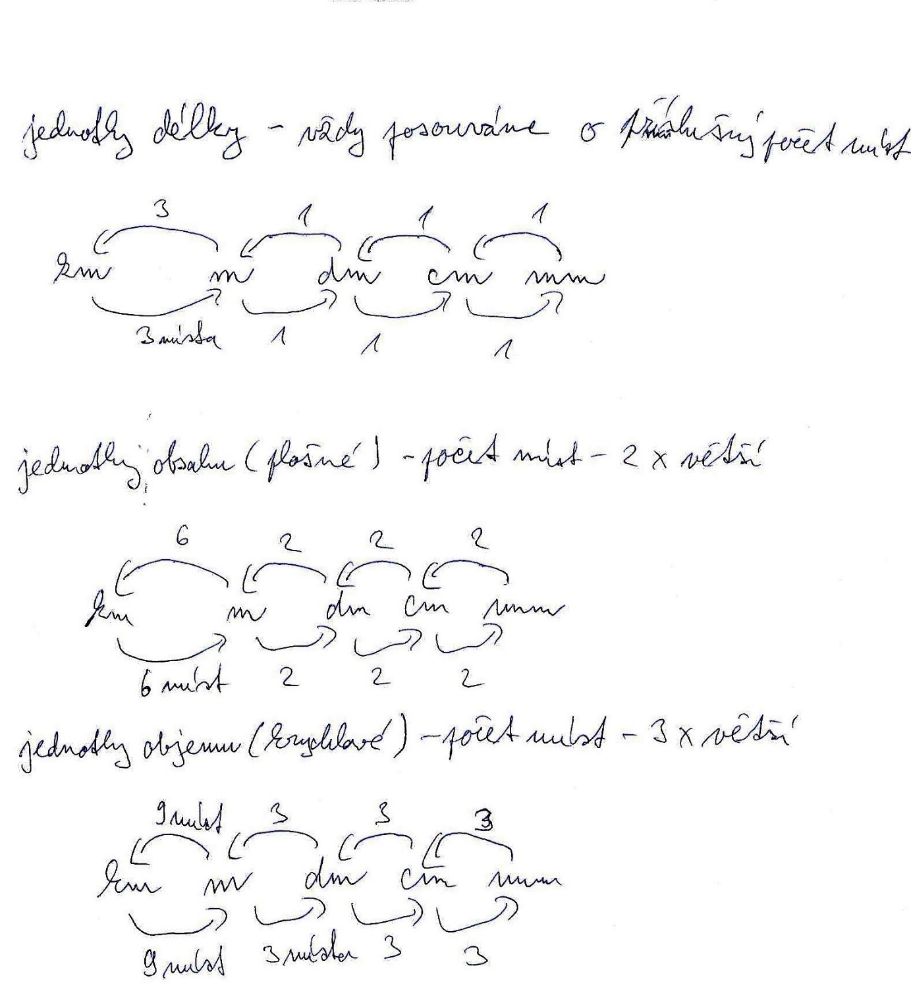 jednotky délky - vždy posouváme o příslušný počet míst
3 1 1 1
km m dm cm mm
3 místa 1 1 1
jednotky obsahu (plošné) - počet míst - 2 x větší
6 2 2 2
km m dm cm mm
6 míst 2 2 2
jednotky objemu (krychlové) - počet míst - 3 x větší
9 míst 3 3 3
km m dm cm mm
9 míst 3 místa 3 3